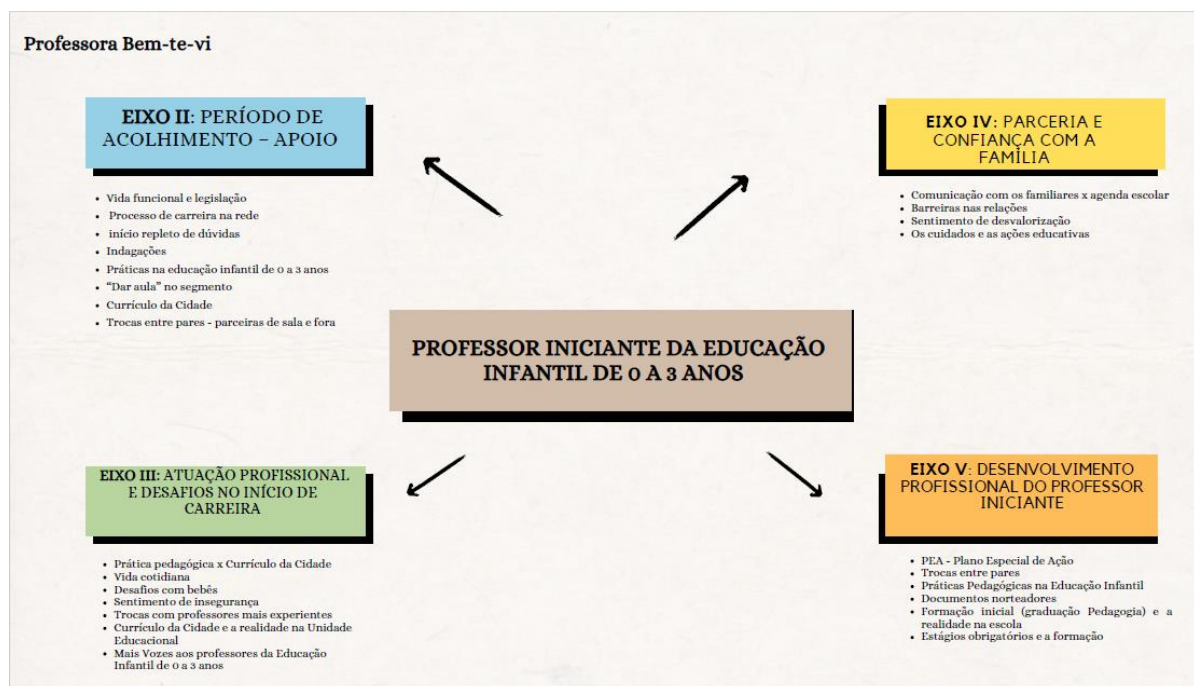 Professora Bem-te-vi
EIXO II: PERÍODO DE
ACOLHIMENTO – APOIO
• Vida funcional e legislação
• Processo de carreira na rede
• início repleto de dúvidas
• Indagações
• Práticas na educação infantil de 0 a 3 anos
• “Dar aula” no segmento
• Currículo da Cidade
• Trocas entre pares - parceiras de sala e fora
EIXO IV: PARCERIA E
CONFIANÇA COM A
FAMÍLIA
• Comunicação com os familiares x agenda escolar
• Barreiras nas relações
• Sentimento de desvalorização
• Os cuidados e as ações educativas
PROFESSOR INICIANTE DA EDUCAÇÃO
INFANTIL DE 0 A 3 ANOS
EIXO III: ATUAÇÃO PROFISSIONAL
E DESAFIOS NO INÍCIO DE
CARREIRA
• Prática pedagógica x Currículo da Cidade
• Vida cotidiana
• Desafios com bebês
• Sentimento de insegurança
• Trocas com professores mais experientes
• Currículo da Cidade e a realidade na Unidade
Educacional
• Mais Vozes aos professores da Educação
Infantil de 0 a 3 anos
EIXO V: DESENVOLVIMENTO
PROFISSIONAL DO PROFESSOR
INICIANTE
• PEA - Plano Especial de Ação
• Trocas entre pares
• Práticas Pedagógicas na Educação Infantil
• Documentos norteadores
• Formação inicial (graduação Pedagogia) e a
realidade na escola
• Estágios obrigatórios e a formação